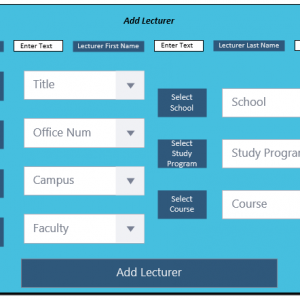 Add Lecturer
Enter Text Lecturer First Name Enter Text Lecturer Last Name
Title
Select
School
School
Office Num
Select
Study
Program
Study Progra
Campus
Select
Course
Course
Faculty
Add Lecturer